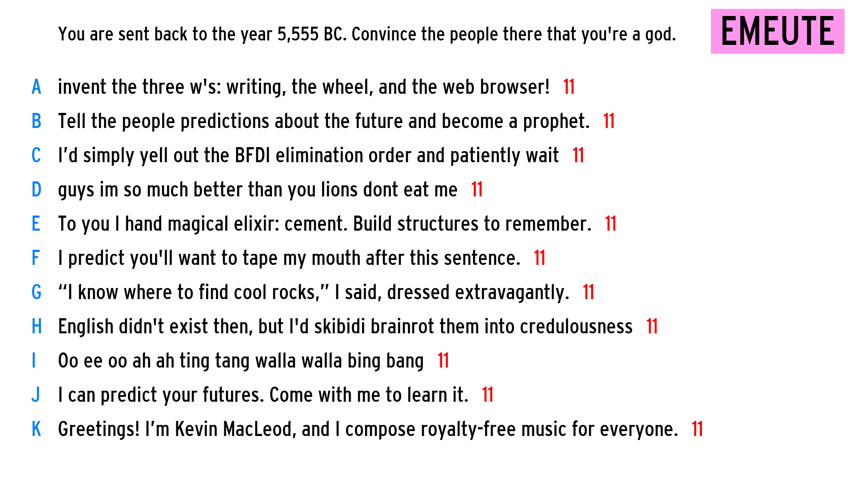 You are sent back to the year 5,555 BC. Convince the people there that you're a god.
EMEUTE
A invent the three w's: writing, the wheel, and the web browser! 11
B Tell the people predictions about the future and become a prophet. 11
C I’d simply yell out the BFDI elimination order and patiently wait 11
D guys im so much better than you lions dont eat me 11
E To you I hand magical elixir: cement. Build structures to remember. 11
F I predict you'll want to tape my mouth after this sentence. 11
G “I know where to find cool rocks,” I said, dressed extravagantly. 11
H English didn't exist then, but I'd skibidi brainrot them into credulousness 11
I Oo ee oo ah ah ting tang walla walla bing bang 11
J I can predict your futures. Come with me to learn it. 11
K Greetings! I’m Kevin MacLeod, and I compose royalty-free music for everyone. 11